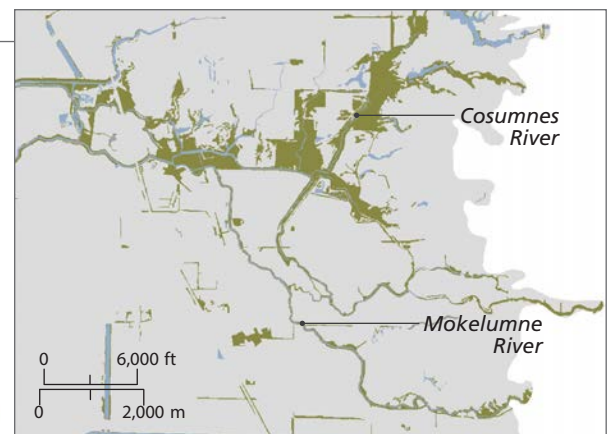 Cosumnes
River
Mokelumne
River
0 6,000 ft
0 2,000 m